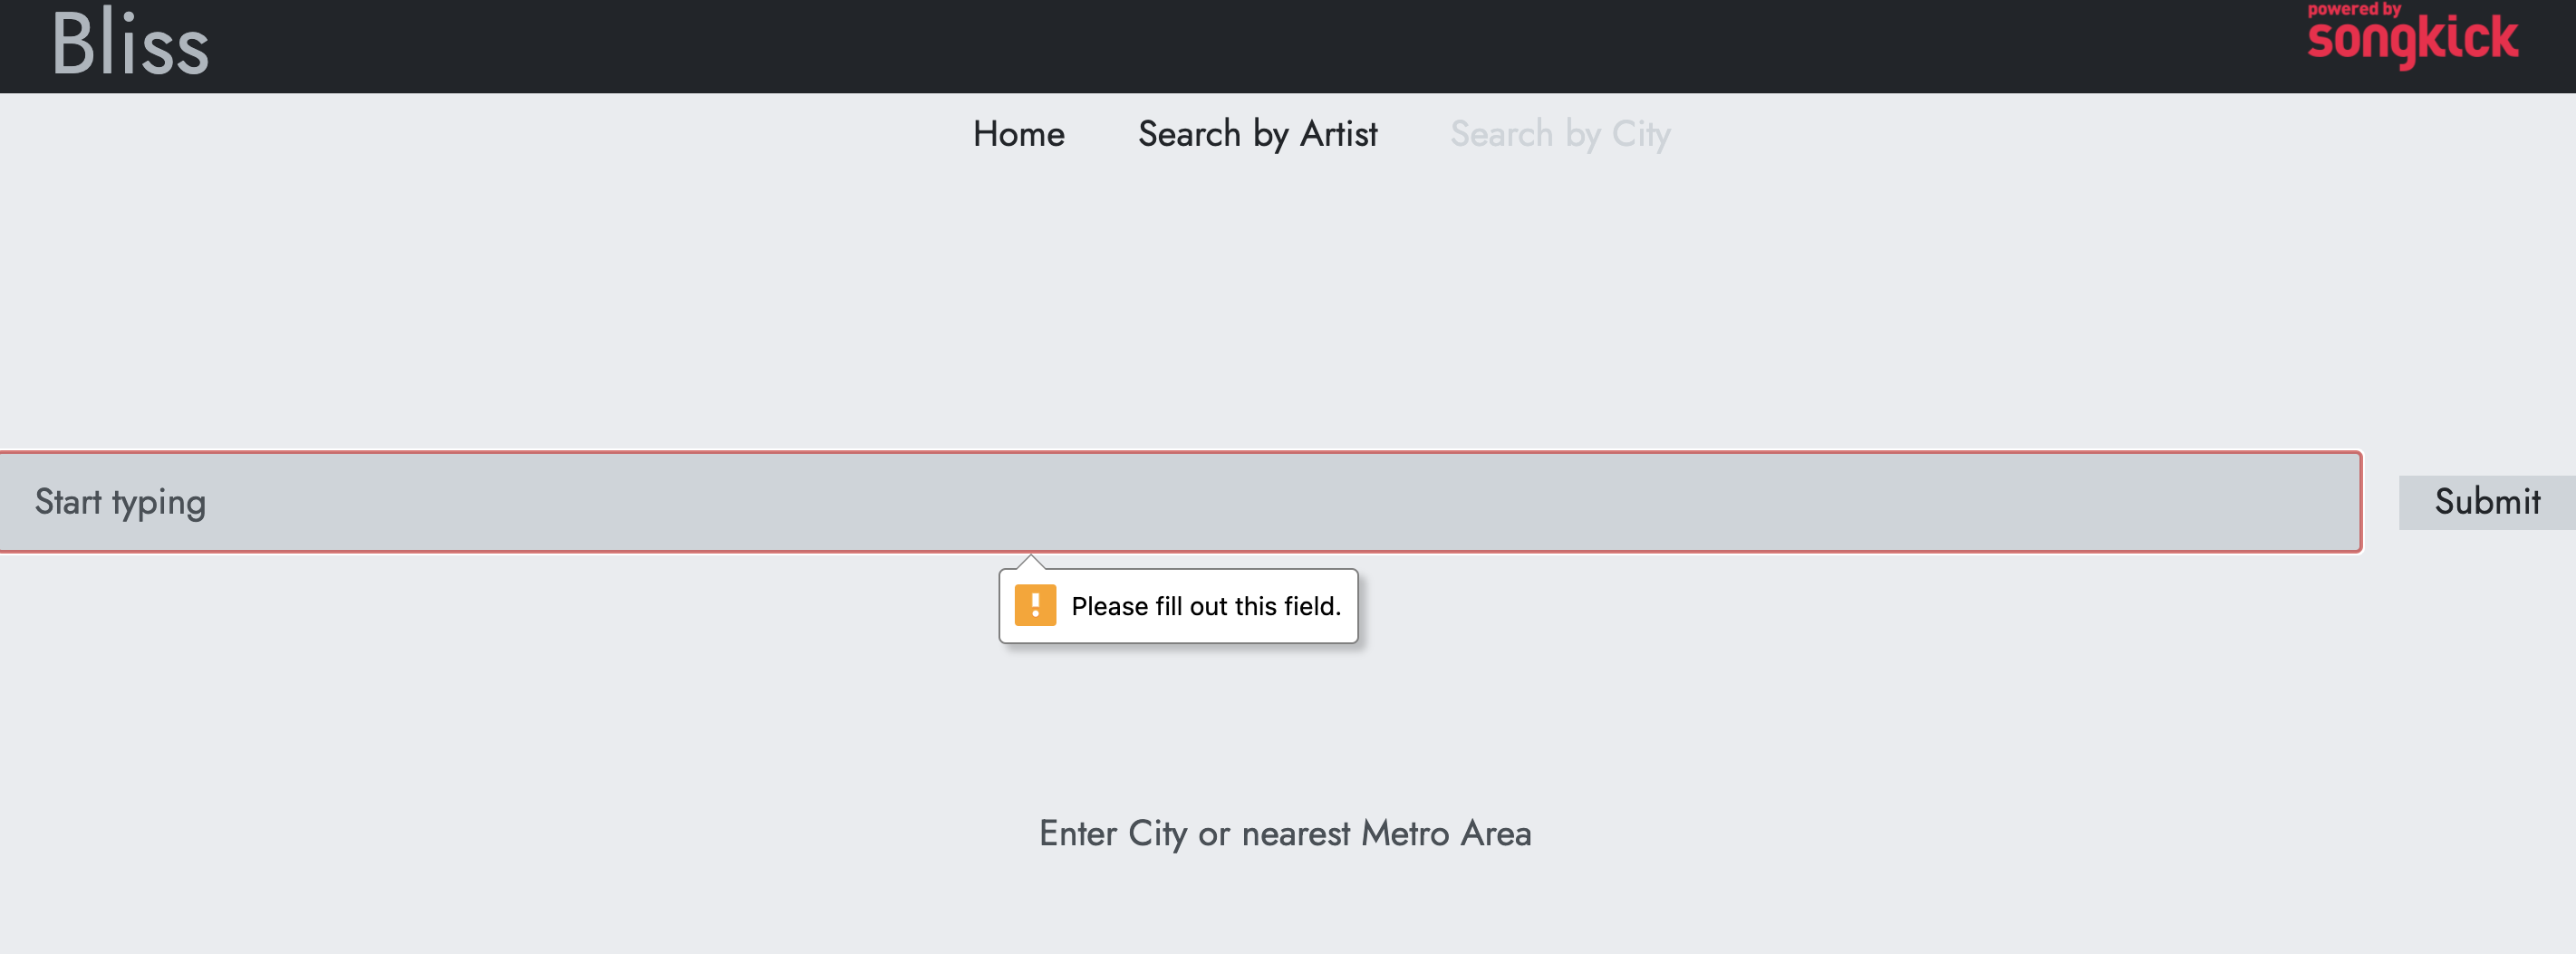 Bliss
powered by
songkick
Home Search by Artist Search by City
Start typing
Submit
Please fill out this field.
Enter City or nearest Metro Area